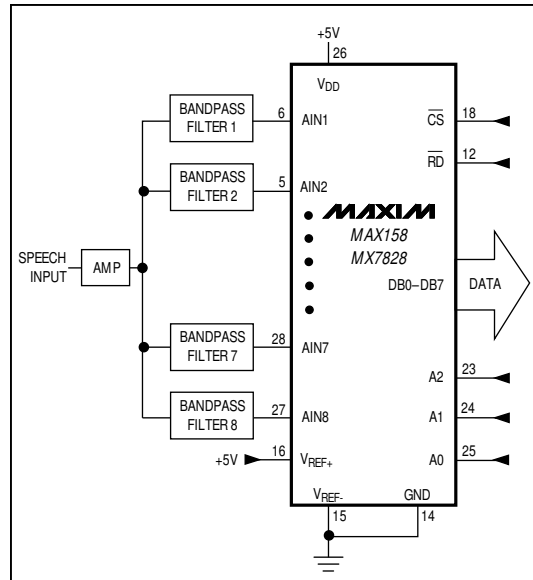 +5V
26
VDD
BANDPASS
FILTER 1
6
AIN1
CS
18
RD
12
BANDPASS
FILTER 2
5
AIN2
MAXIM
MAX158
MX7828
SPEECH
INPUT
AMP
DB0–DB7
DATA
BANDPASS
FILTER 7
28
AIN7
A2
23
BANDPASS
FILTER 8
27
AIN8
A1
24
+5V
16
VREF+
A0
25
VREF-
GND
15
14